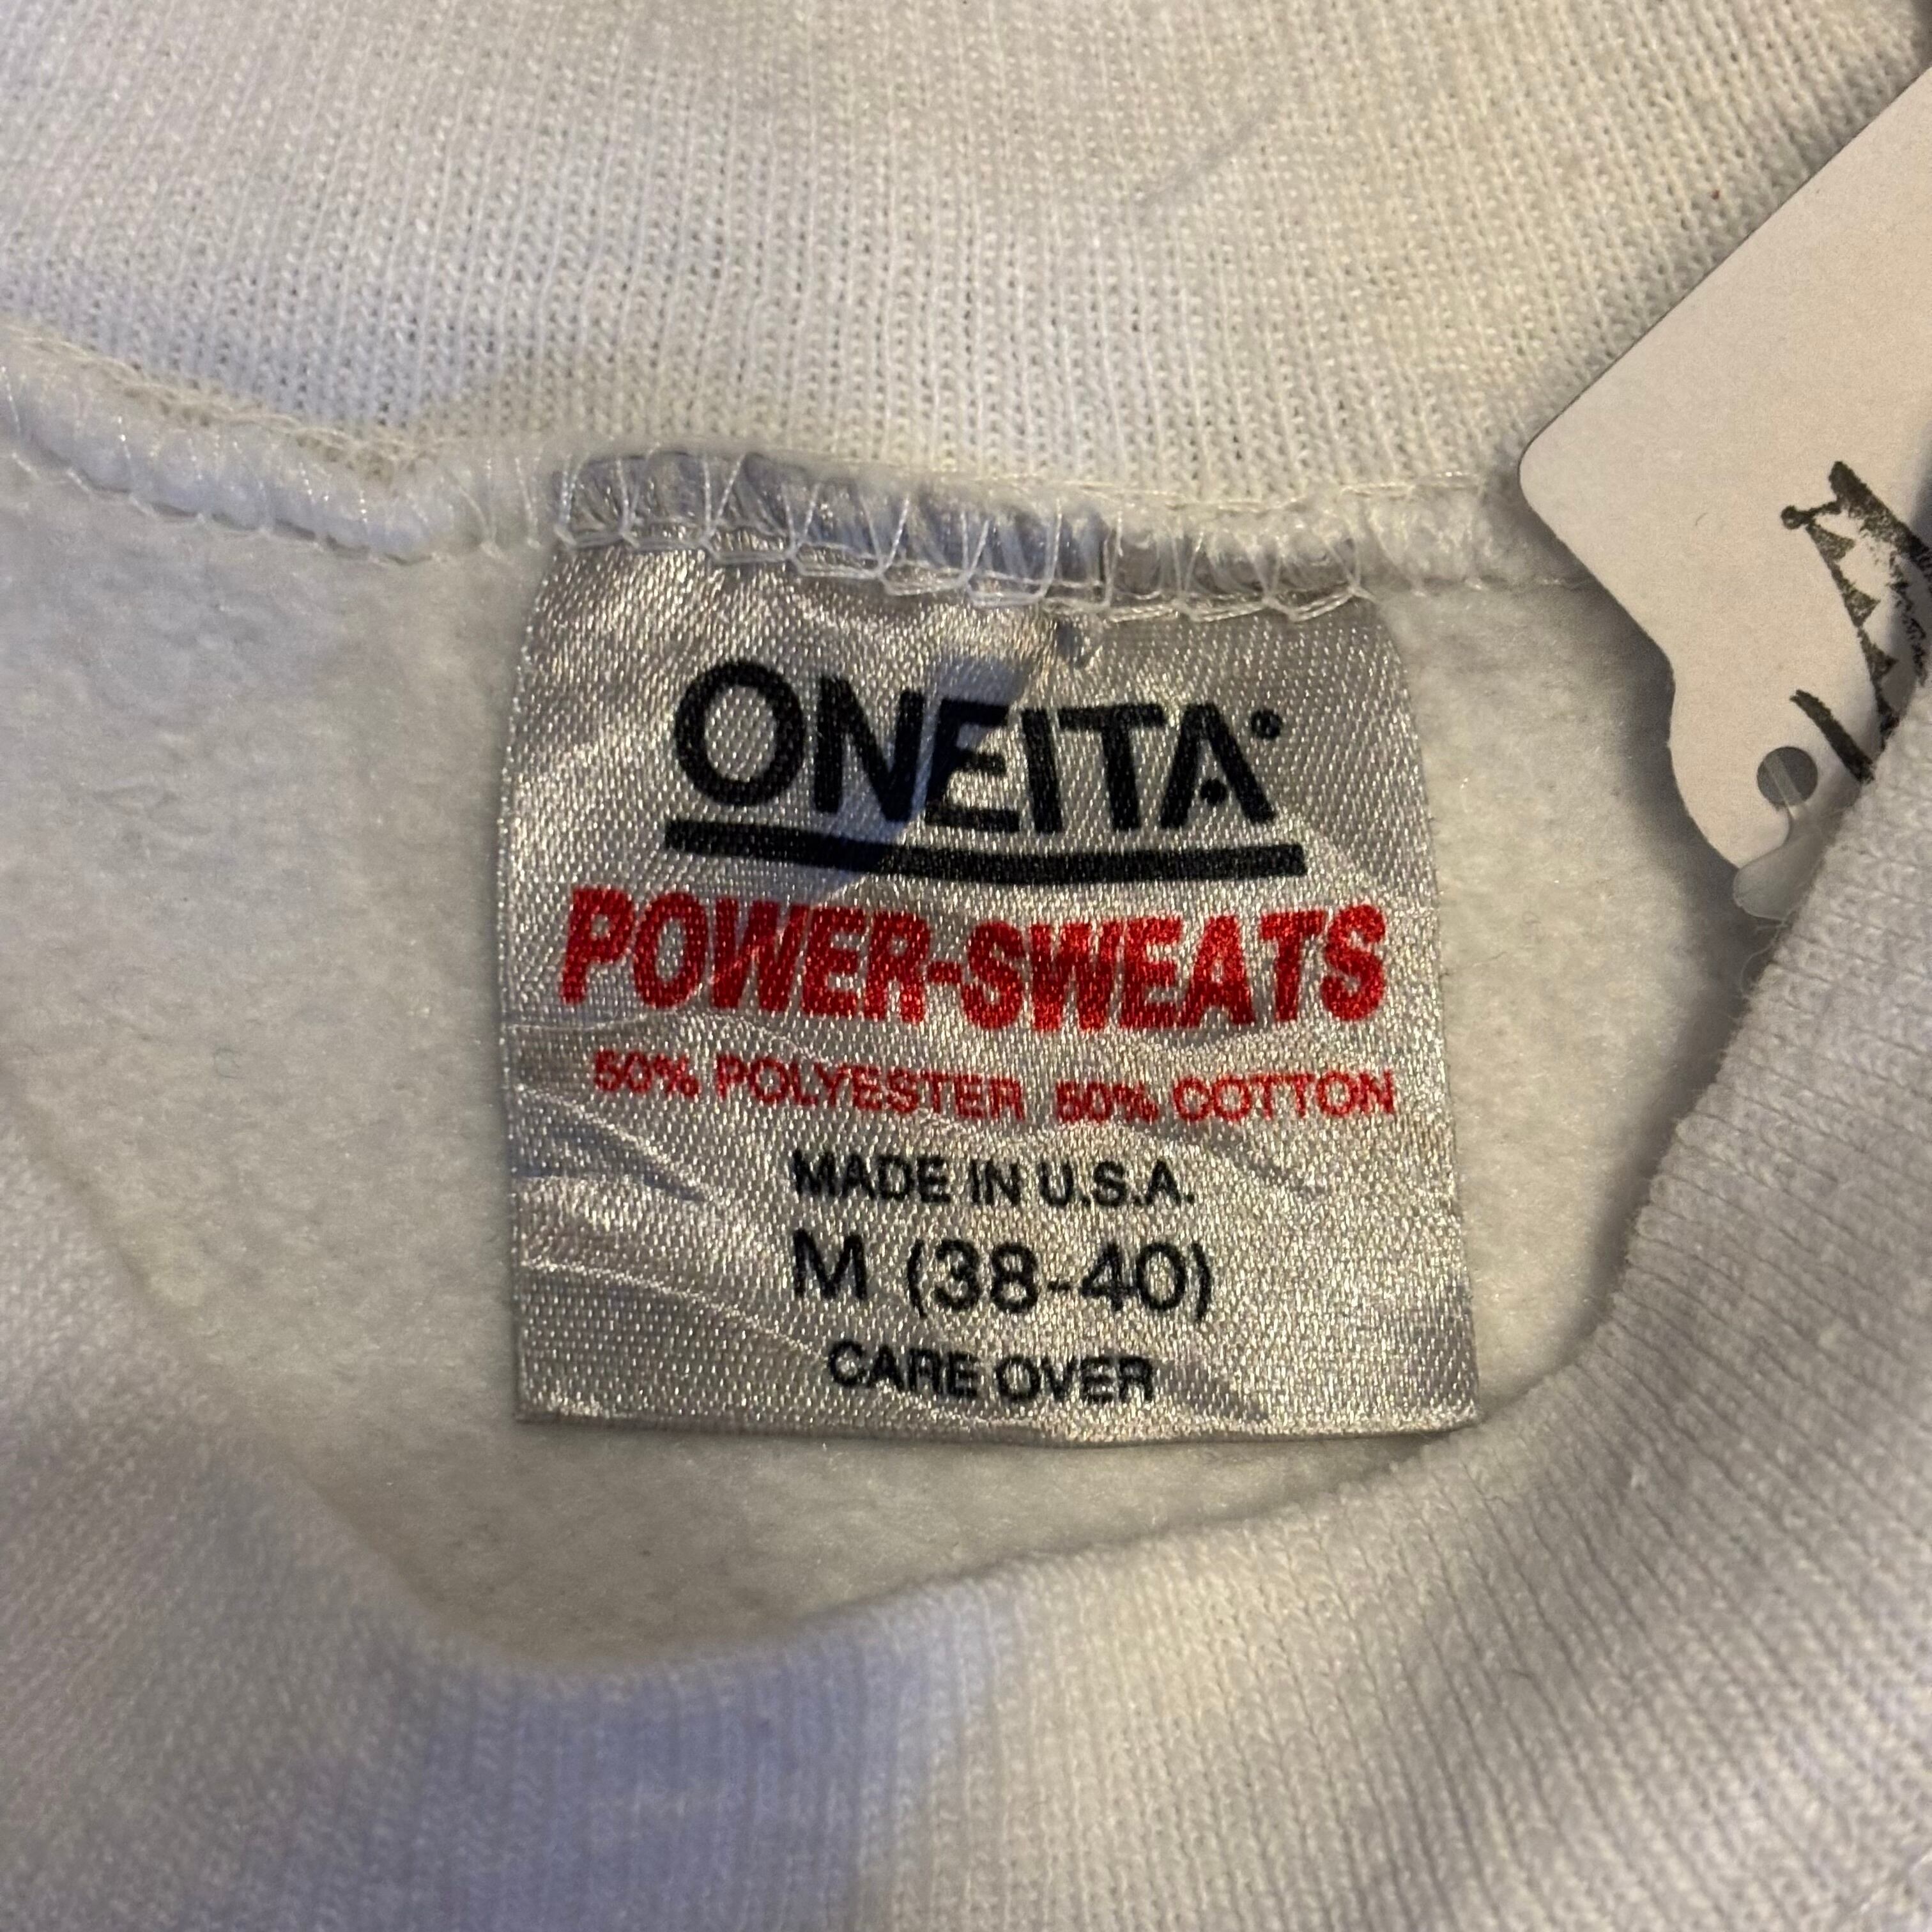 ONEITA®
POWER-SWEATS
50% POLYESTER 50% COTTON
MADE IN U.S.A.
M (38-40)
CARE OVER